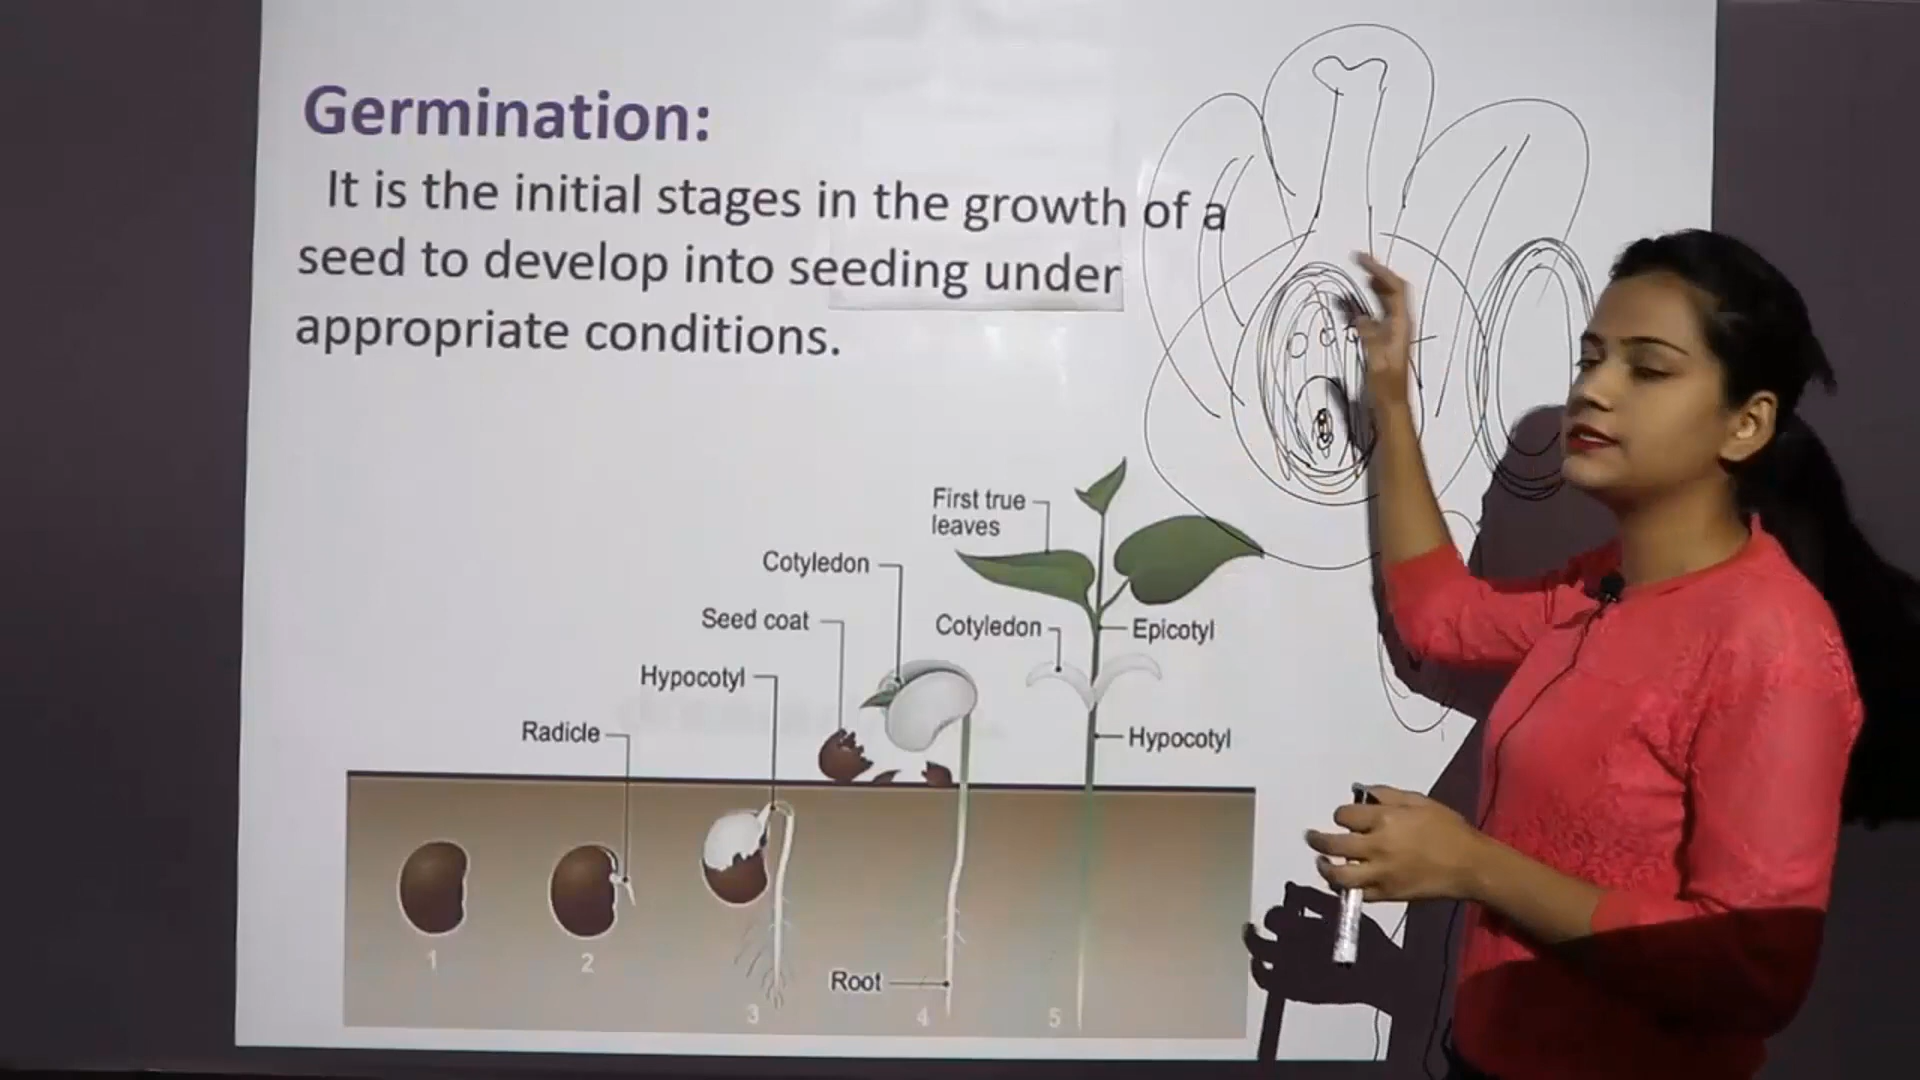 Germination:
It is the initial stages in the growth of a
seed to develop into seeding under
appropriate conditions.
First true
leaves
Cotyledon
Seed coat
Cotyledon
Epicotyl
Hypocotyl
Radicle
Hypocotyl
Root
1
2
3
4
5